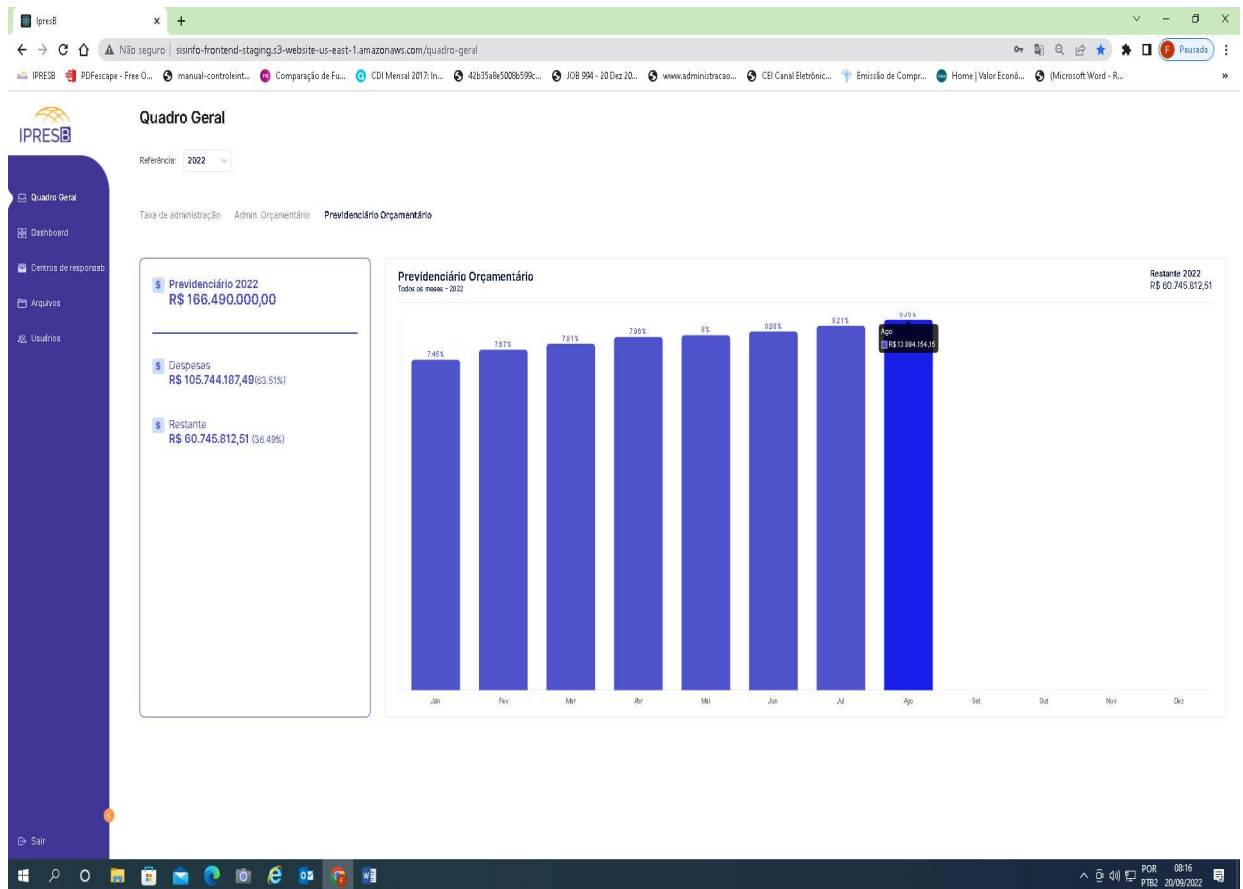 IpresB
Não seguro | sisinfo-frontend-staging.s3-website-us-east-1.amazonaws.com/quadro-geral
Pausada
IPRESB PDFescape - Free O... manual-controleint... Comparação de Fu... CDI Mensal 2017: In... 42b35a8e5008b599c... JOB 994 - 20 Dez 20... www.administracao... CEI Canal Eletrônic... Emissão de Compr... Home | Valor Econô... (Microsoft Word - R...
IPRESB
Quadro Geral
Dashboard
Centros de responsab.
Arquivos
Usuários
Sair
Quadro Geral
Referência: 2022
Taxa de administração Admin. Orçamentário Previdenciário Orçamentário
$ Previdenciário 2022
R$ 166.490.000,00
$ Despesas
R$ 105.744.187,49 (63.51%)
$ Restante
R$ 60.745.812,51 (36.49%)
Previdenciário Orçamentário
Todos os meses - 2022
Restante 2022
R$ 60.745.812,51
7.45% 7.87% 7.81% 7.98% 8% 8.08% 8.21%
Ago
Jan Fev Mar Abr Mai Jun Jul Ago Set Out Nov Dez
POR 08:16
PTB2 20/09/2022